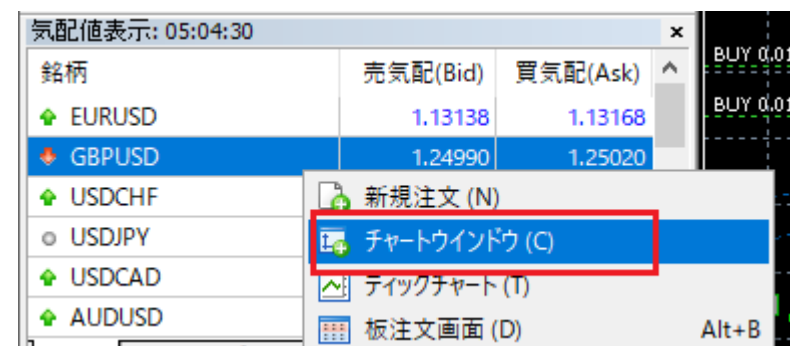 気配値表示: 05:04:30
銘柄 売気配(Bid) 買気配(Ask)
EURUSD 1.13138 1.13168
GBPUSD 1.24990 1.25020
USDCHF
USDJPY
USDCAD
AUDUSD
新規注文 (N)
チャートウインドウ (C)
ティックチャート (T)
板注文画面 (D) Alt+B
BUY 0.01
BUY 0.01